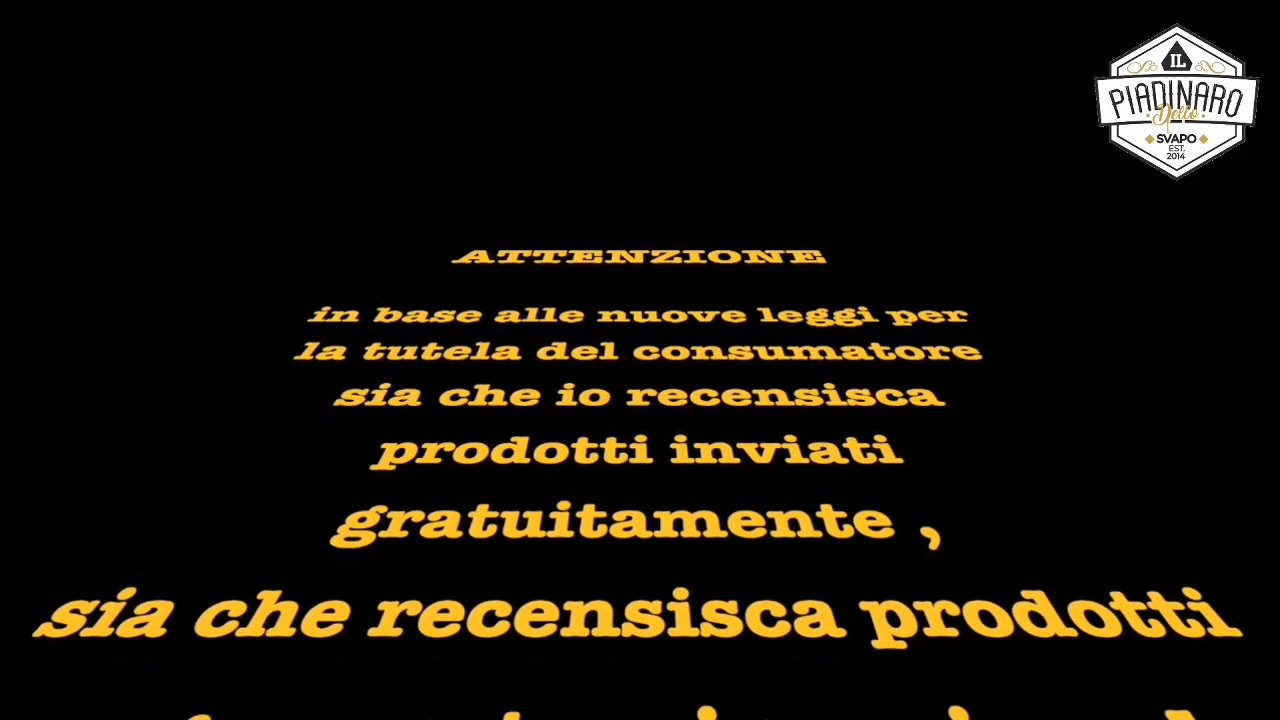 IL
PIADINARO
Dello
SVAPO
EST.
2014
ATTENZIONE
in base alle nuove leggi per
la tutela del consumatore
sia che io recensisca
prodotti inviati
gratuitamente ,
sia che recensisca prodotti